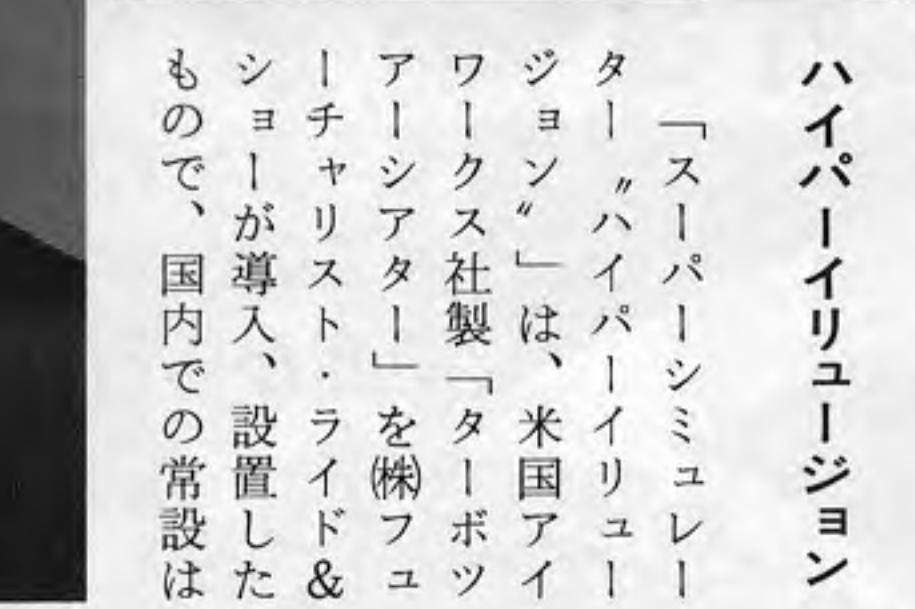 ハイパーイリュージョン
「スーパーシミュレー
ター〝ハイパーイリュー
ジョン〟」は、米国アイ
ワークス社製「ターボツ
アーシアター」を㈱フュ
ーチャリスト・ライド&
ショーが導入、設置した
もので、国内での常設は